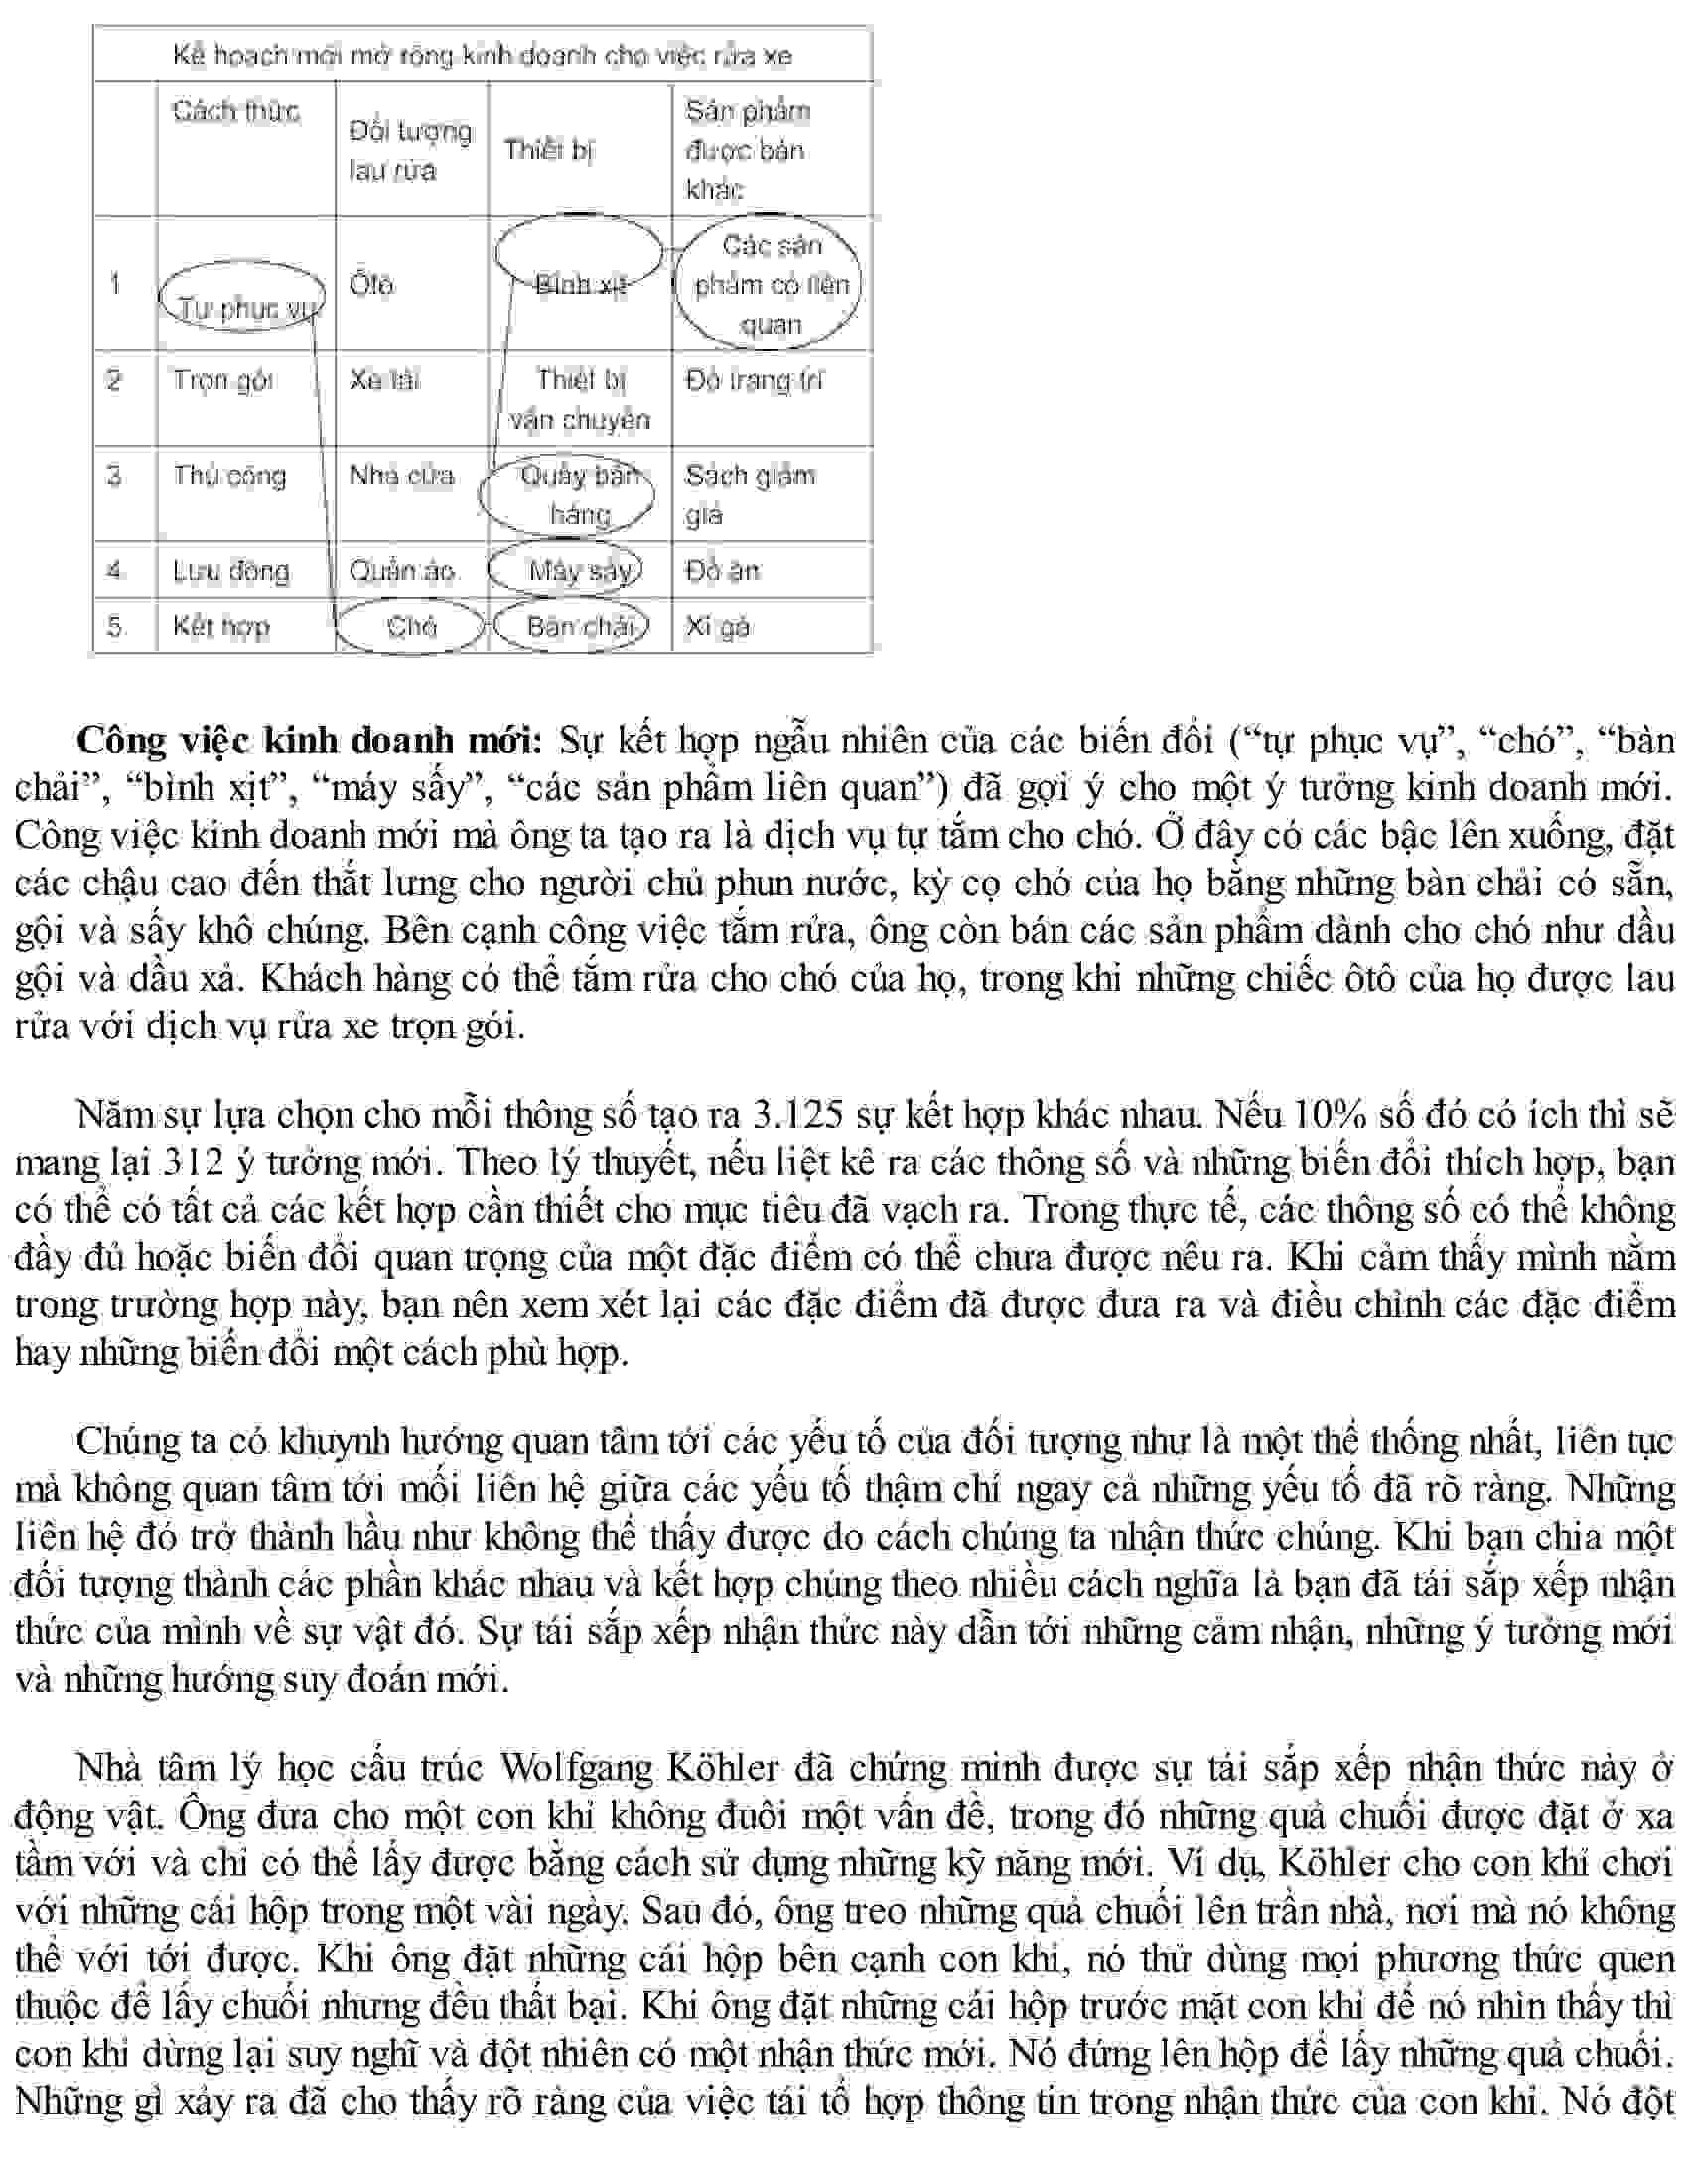 Kế hoạch mới mở rộng kinh doanh cho việc rửa xe
Cách thức
Đối tượng
lau rửa
Thiết bị
Sản phẩm
được bán
khác
1
Tự phục vụ
Ôtô
Bình xịt
Các sản
phẩm có liên
quan
2
Trọn gói
Xe tải
Thiết bị
vận chuyển
Đồ trang trí
3
Thủ công
Nhà cửa
Quầy bán
hàng
Sách giảm
giá
4
Lưu động
Quần áo
Máy sấy
Đồ ăn
5
Kết hợp
Chó
Bàn chải
Xì gà
Công việc kinh doanh mới: Sự kết hợp ngẫu nhiên của các biến đổi (“tự phục vụ”, “chó”, “bàn
chải”, “bình xịt”, “máy sấy”, “các sản phẩm liên quan”) đã gợi ý cho một ý tưởng kinh doanh mới.
Công việc kinh doanh mới mà ông ta tạo ra là dịch vụ tự tắm cho chó. Ở đây có các bậc lên xuống, đặt
các chậu cao đến thắt lưng cho người chủ phun nước, kỳ cọ chó của họ bằng những bàn chải có sẵn,
gội và sấy khô chúng. Bên cạnh công việc tắm rửa, ông còn bán các sản phẩm dành cho chó như dầu
gội và dầu xả. Khách hàng có thể tắm rửa cho chó của họ, trong khi những chiếc ôtô của họ được lau
rửa với dịch vụ rửa xe trọn gói.
Năm sự lựa chọn cho mỗi thông số tạo ra 3.125 sự kết hợp khác nhau. Nếu 10% số đó có ích thì sẽ
mang lại 312 ý tưởng mới. Theo lý thuyết, nếu liệt kê ra các thông số và những biến đổi thích hợp, bạn
có thể có tất cả các kết hợp cần thiết cho mục tiêu đã vạch ra. Trong thực tế, các thông số có thể không
đầy đủ hoặc biến đổi quan trọng của một đặc điểm có thể chưa được nêu ra. Khi cảm thấy mình nằm
trong trường hợp này, bạn nên xem xét lại các đặc điểm đã được đưa ra và điều chỉnh các đặc điểm
hay những biến đổi một cách phù hợp.
Chúng ta có khuynh hướng quan tâm tới các yếu tố của đối tượng như là một thể thống nhất, liên tục
mà không quan tâm tới mối liên hệ giữa các yếu tố thậm chí ngay cả những yếu tố đã rõ ràng. Những
liên hệ đó trở thành hầu như không thể thấy được do cách chúng ta nhận thức chúng. Khi bạn chia một
đối tượng thành các phần khác nhau và kết hợp chúng theo nhiều cách nghĩa là bạn đã tái sắp xếp nhận
thức của mình về sự vật đó. Sự tái sắp xếp nhận thức này dẫn tới những cảm nhận, những ý tưởng mới
và những hướng suy đoán mới.
Nhà tâm lý học cấu trúc Wolfgang Köhler đã chứng minh được sự tái sắp xếp nhận thức này ở
động vật. Ông đưa cho một con khỉ không đuôi một vấn đề, trong đó những quả chuối được đặt ở xa
tầm với và chỉ có thể lấy được bằng cách sử dụng những kỹ năng mới. Ví dụ, Köhler cho con khỉ chơi
với những cái hộp trong một vài ngày. Sau đó, ông treo những quả chuối lên trần nhà, nơi mà nó không
thể với tới được. Khi ông đặt những cái hộp bên cạnh con khỉ, nó thử dùng mọi phương thức quen
thuộc để lấy chuối nhưng đều thất bại. Khi ông đặt những cái hộp trước mặt con khỉ để nó nhìn thấy thì
con khỉ dừng lại suy nghĩ và đột nhiên có một nhận thức mới. Nó đứng lên hộp để lấy những quả chuối.
Những gì xảy ra đã cho thấy rõ ràng của việc tái tổ hợp thông tin trong nhận thức của con khỉ. Nó đột